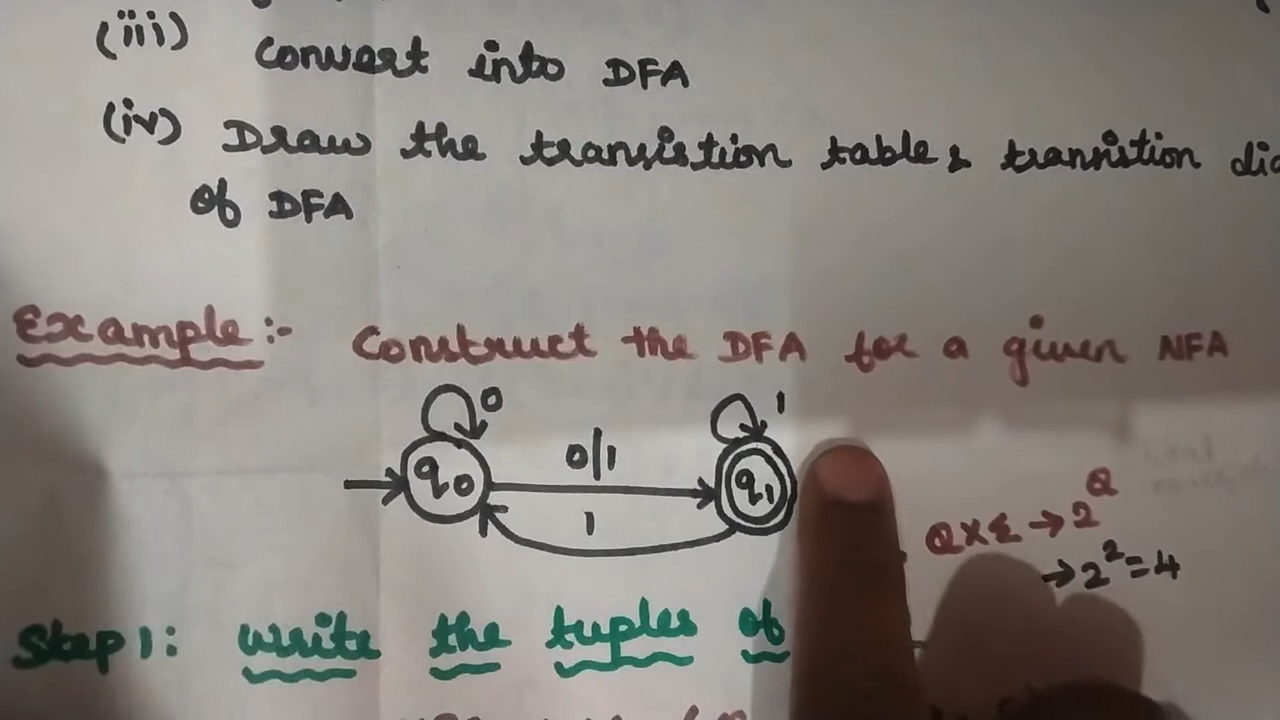 (iii) Convert into DFA
(iv) Draw the transistion table & transistion
of DFA
Example:- Construct the DFA for a given NFA
0
1
0/1
q0
q1
1
Q×Σ→2^Q
→2^2=4
Step 1: write the tuples of